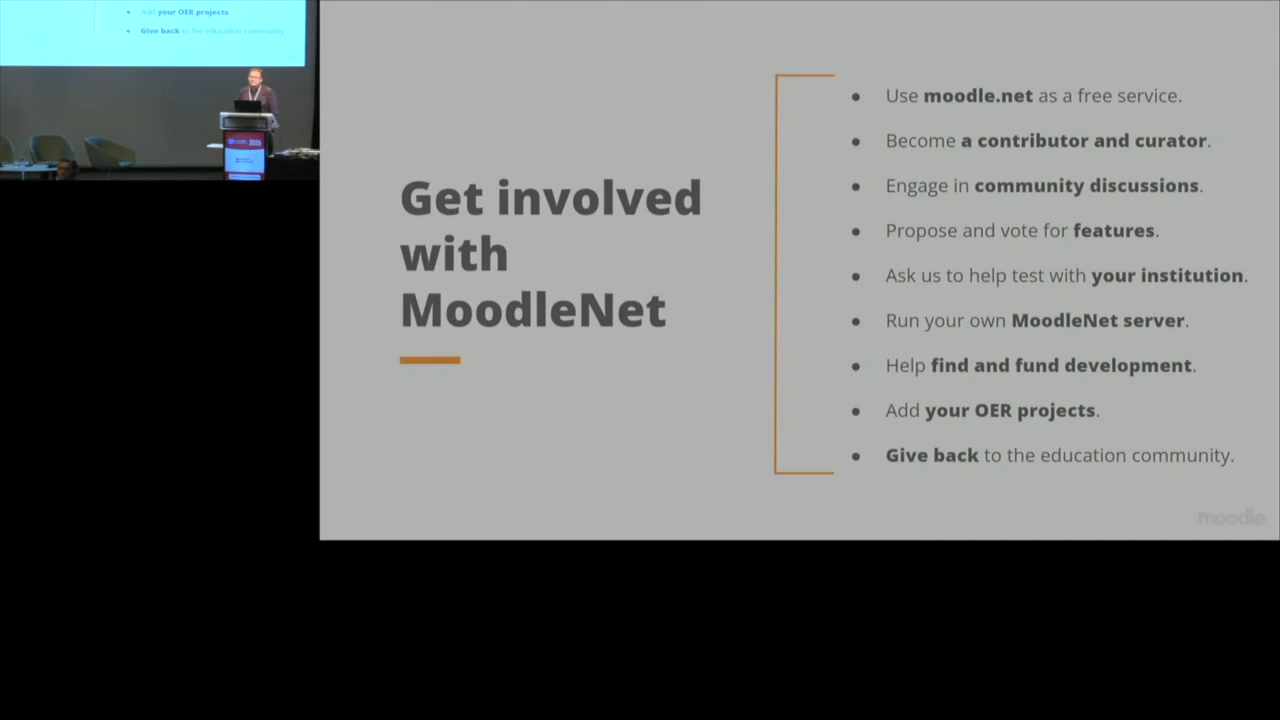 Add your OER projects
Give back to the education community
Get involved
with
MoodleNet
● Use moodle.net as a free service.
● Become a contributor and curator.
● Engage in community discussions.
● Propose and vote for features.
● Ask us to help test with your institution.
● Run your own MoodleNet server.
● Help find and fund development.
● Add your OER projects.
● Give back to the education community.
moodle